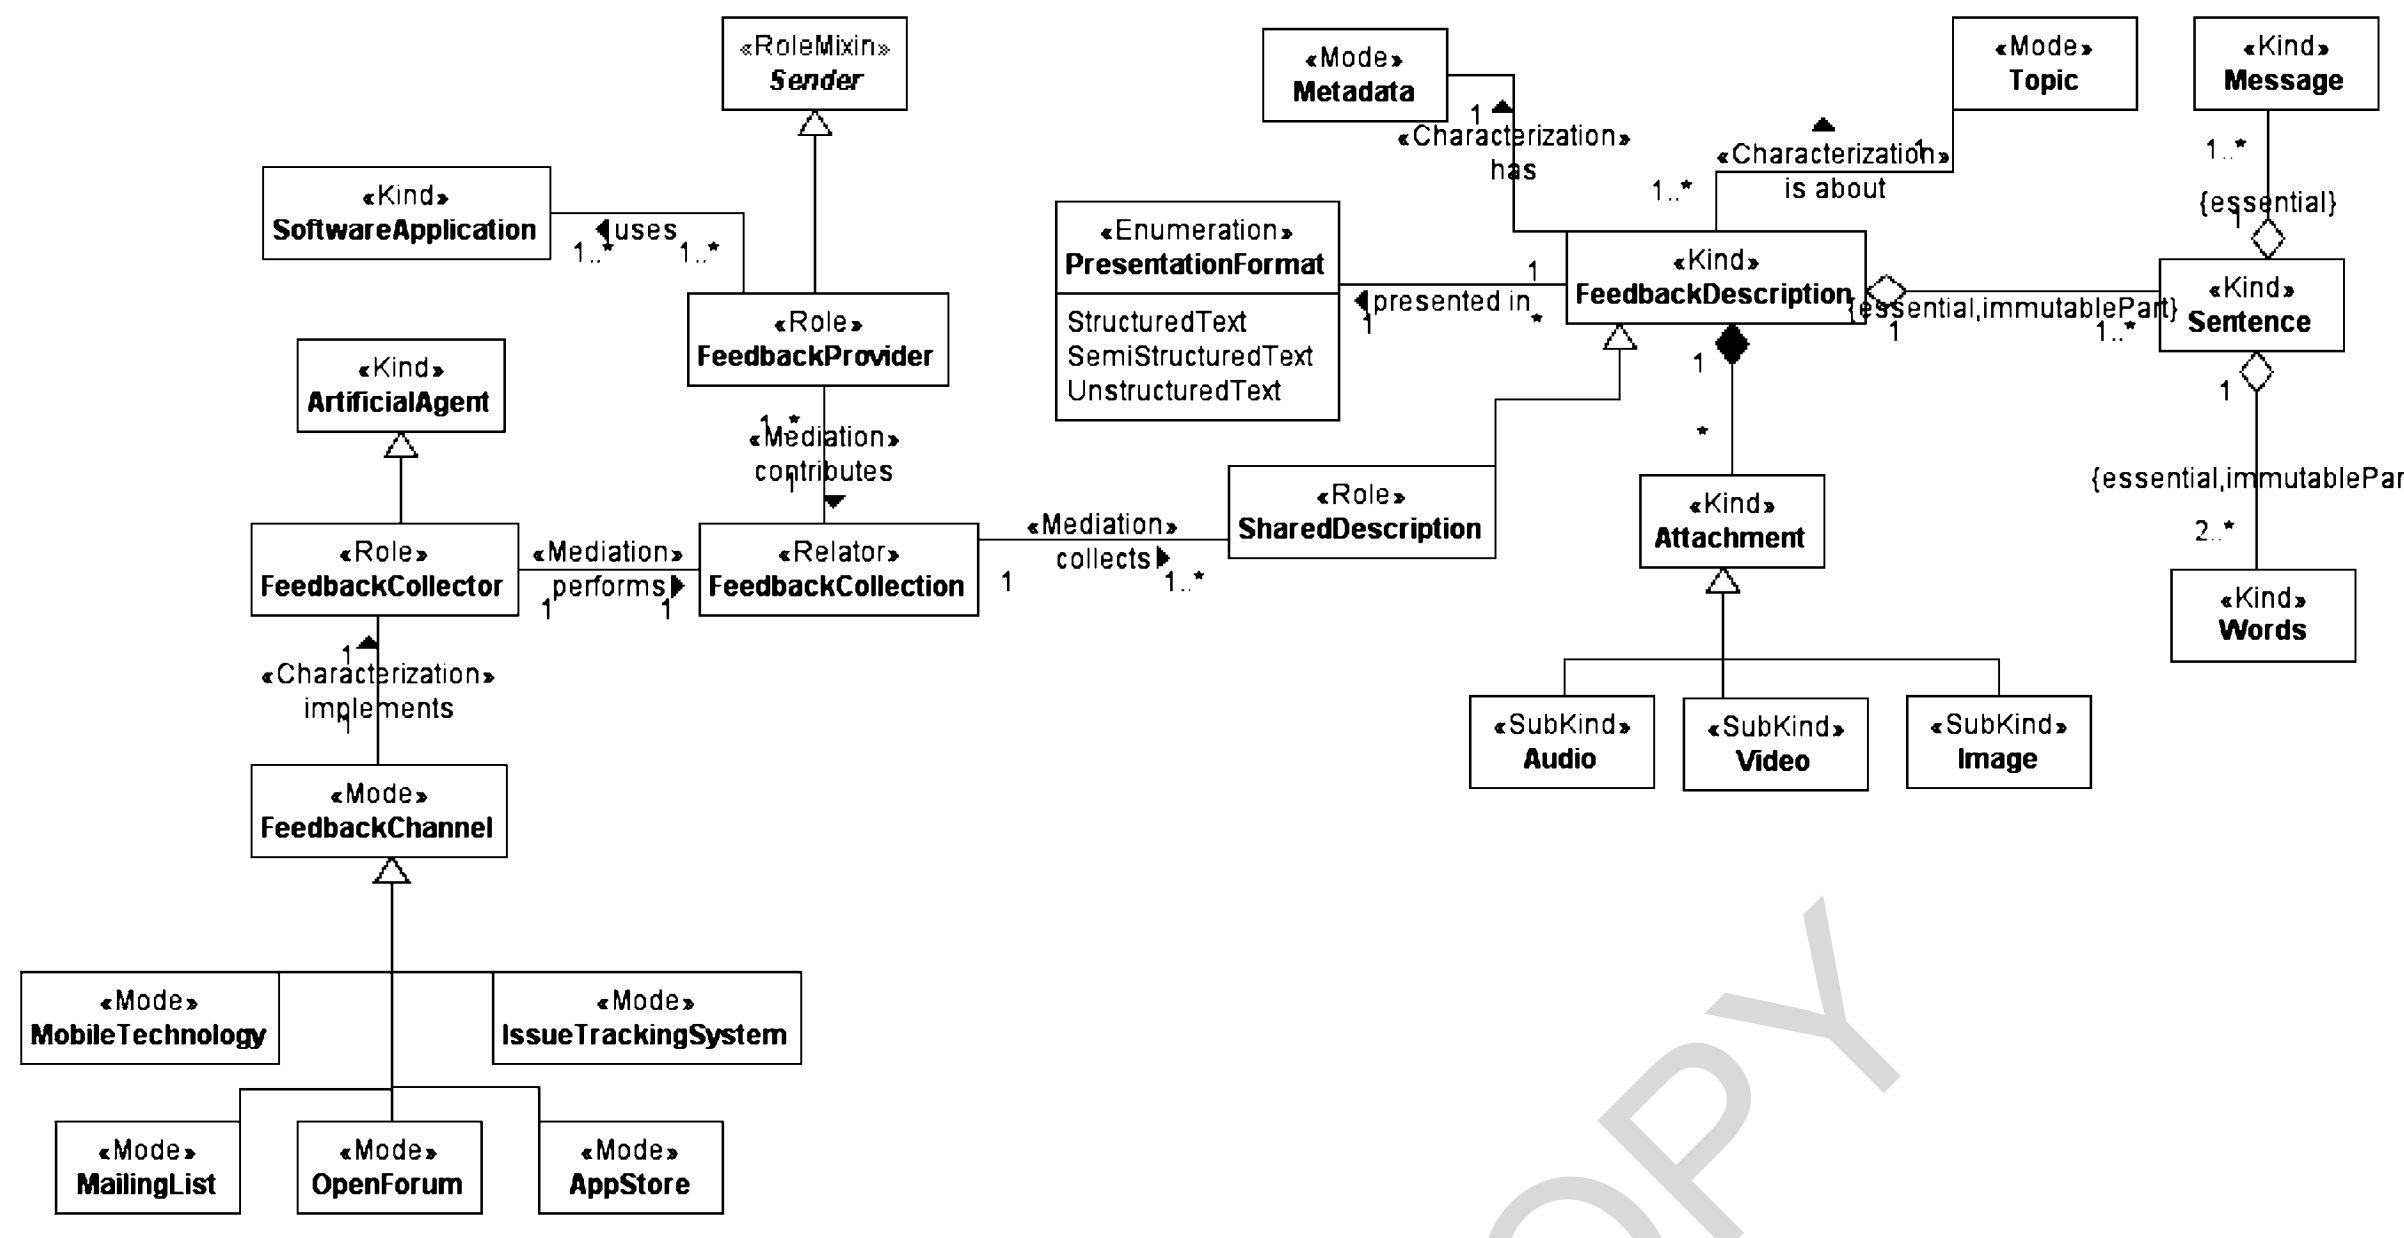 «RoleMixin»
Sender
«Mode»
Metadata
«Mode»
Topic
«Kind»
Message
1
«Characterization»
has
«Characterization»
1
is about
1..*
1..*
{essential}
1
«Kind»
SoftwareApplication
uses
1..*
1..*
«Enumeration»
PresentationFormat
StructuredText
SemiStructuredText
UnstructuredText
1
presented in
1
*
«Kind»
FeedbackDescription
{essential,immutablePart}
1
1..*
«Kind»
Sentence
«Role»
FeedbackProvider
«Kind»
ArtificialAgent
1..*
«Mediation»
contributes
1
1
*
1
{essential,immutablePar
2..*
«Role»
SharedDescription
«Kind»
Attachment
«Role»
FeedbackCollector
«Mediation»
performs
1
1
«Relator»
FeedbackCollection
«Mediation»
collects
1
1..*
«Kind»
Words
1
«Characterization»
implements
1
«SubKind»
Audio
«SubKind»
Video
«SubKind»
Image
«Mode»
FeedbackChannel
«Mode»
MobileTechnology
«Mode»
IssueTrackingSystem
«Mode»
MailingList
«Mode»
OpenForum
«Mode»
AppStore
OPY